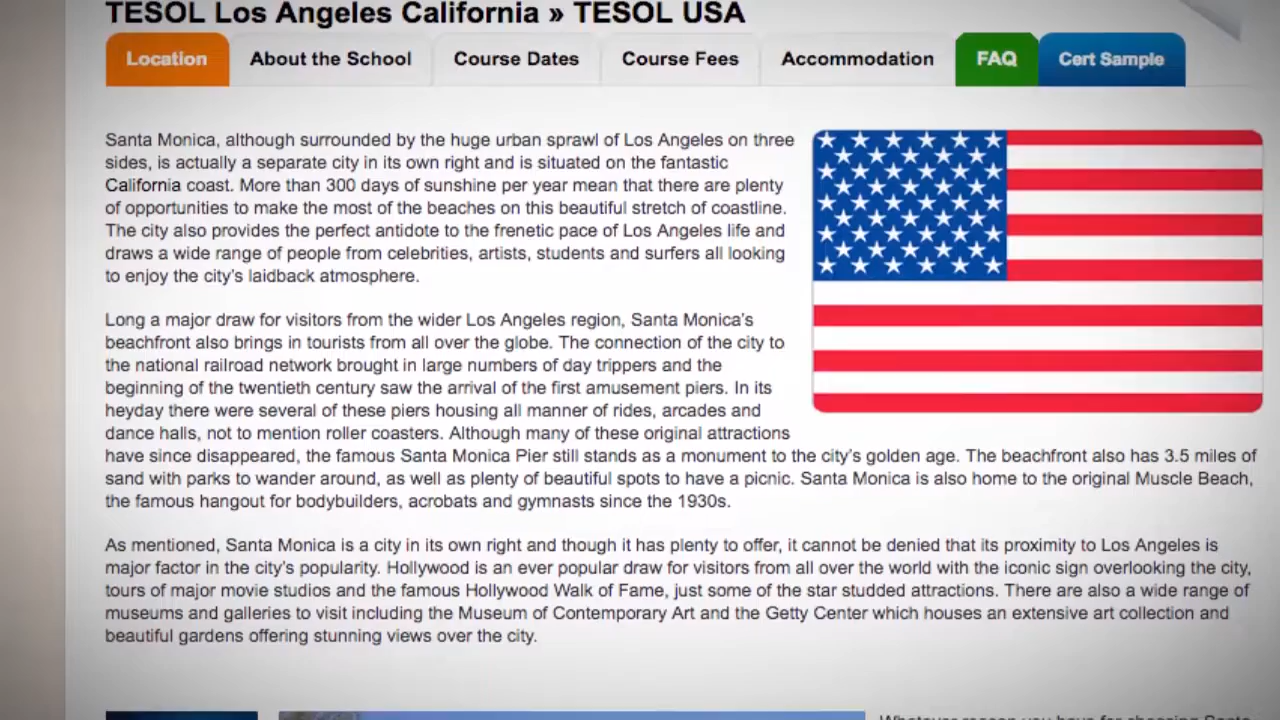 TESOL Los Angeles California » TESOL USA
Location About the School Course Dates Course Fees Accommodation FAQ Cert Sample
Santa Monica, although surrounded by the huge urban sprawl of Los Angeles on three
sides, is actually a separate city in its own right and is situated on the fantastic
California coast. More than 300 days of sunshine per year mean that there are plenty
of opportunities to make the most of the beaches on this beautiful stretch of coastline.
The city also provides the perfect antidote to the frenetic pace of Los Angeles life and
draws a wide range of people from celebrities, artists, students and surfers all looking
to enjoy the city’s laidback atmosphere.
Long a major draw for visitors from the wider Los Angeles region, Santa Monica’s
beachfront also brings in tourists from all over the globe. The connection of the city to
the national railroad network brought in large numbers of day trippers and the
beginning of the twentieth century saw the arrival of the first amusement piers. In its
heyday there were several of these piers housing all manner of rides, arcades and
dance halls, not to mention roller coasters. Although many of these original attractions
have since disappeared, the famous Santa Monica Pier still stands as a monument to the city’s golden age. The beachfront also has 3.5 miles of
sand with parks to wander around, as well as plenty of beautiful spots to have a picnic. Santa Monica is also home to the original Muscle Beach,
the famous hangout for bodybuilders, acrobats and gymnasts since the 1930s.
As mentioned, Santa Monica is a city in its own right and though it has plenty to offer, it cannot be denied that its proximity to Los Angeles is
major factor in the city’s popularity. Hollywood is an ever popular draw for visitors from all over the world with the iconic sign overlooking the city,
tours of major movie studios and the famous Hollywood Walk of Fame, just some of the star studded attractions. There are also a wide range of
museums and galleries to visit including the Museum of Contemporary Art and the Getty Center which houses an extensive art collection and
beautiful gardens offering stunning views over the city.
Whatever reason you have for choosing Santa